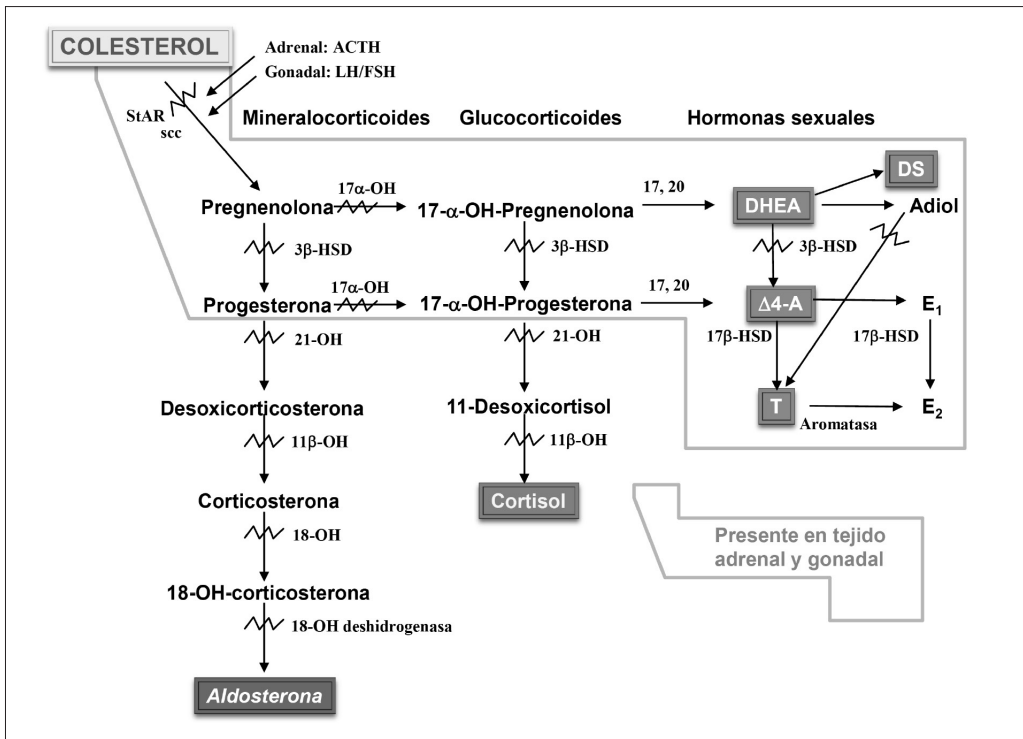 COLESTEROL
Adrenal: ACTH
Gonadal: LH/FSH
StAR
scc
Mineralocorticoides
Glucocorticoides
Hormonas sexuales
DS
17α-OH
17, 20
Pregnenolona
17-α-OH-Pregnenolona
DHEA
Adiol
3β-HSD
3β-HSD
3β-HSD
17α-OH
17, 20
Progesterona
17-α-OH-Progesterona
Δ4-A
E1
21-OH
21-OH
17β-HSD
17β-HSD
Desoxicorticosterona
11-Desoxicortisol
T
E2
Aromatasa
11β-OH
11β-OH
Corticosterona
Cortisol
18-OH
Presente en tejido
adrenal y gonadal
18-OH-corticosterona
18-OH deshidrogenasa
Aldosterona